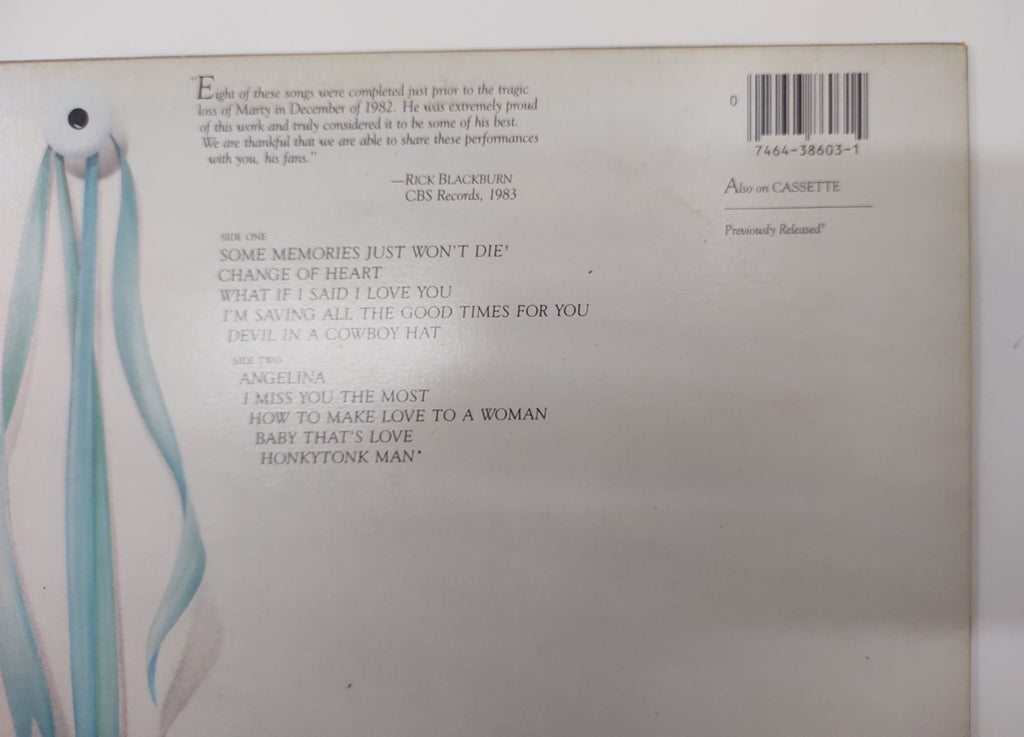 "Eight of these songs were completed just prior to the tragic
loss of Marty in December of 1982. He was extremely proud
of this work and truly considered it to be some of his best.
We are thankful that we are able to share these performances
with you, his fans."
—RICK BLACKBURN
CBS Records, 1983
SIDE ONE
SOME MEMORIES JUST WON'T DIE†
CHANGE OF HEART
WHAT IF I SAID I LOVE YOU
I'M SAVING ALL THE GOOD TIMES FOR YOU
DEVIL IN A COWBOY HAT
SIDE TWO
ANGELINA
I MISS YOU THE MOST
HOW TO MAKE LOVE TO A WOMAN
BABY THAT'S LOVE
HONKYTONK MAN*
0
7464-38603-1
Also on CASSETTE
Previously Released†